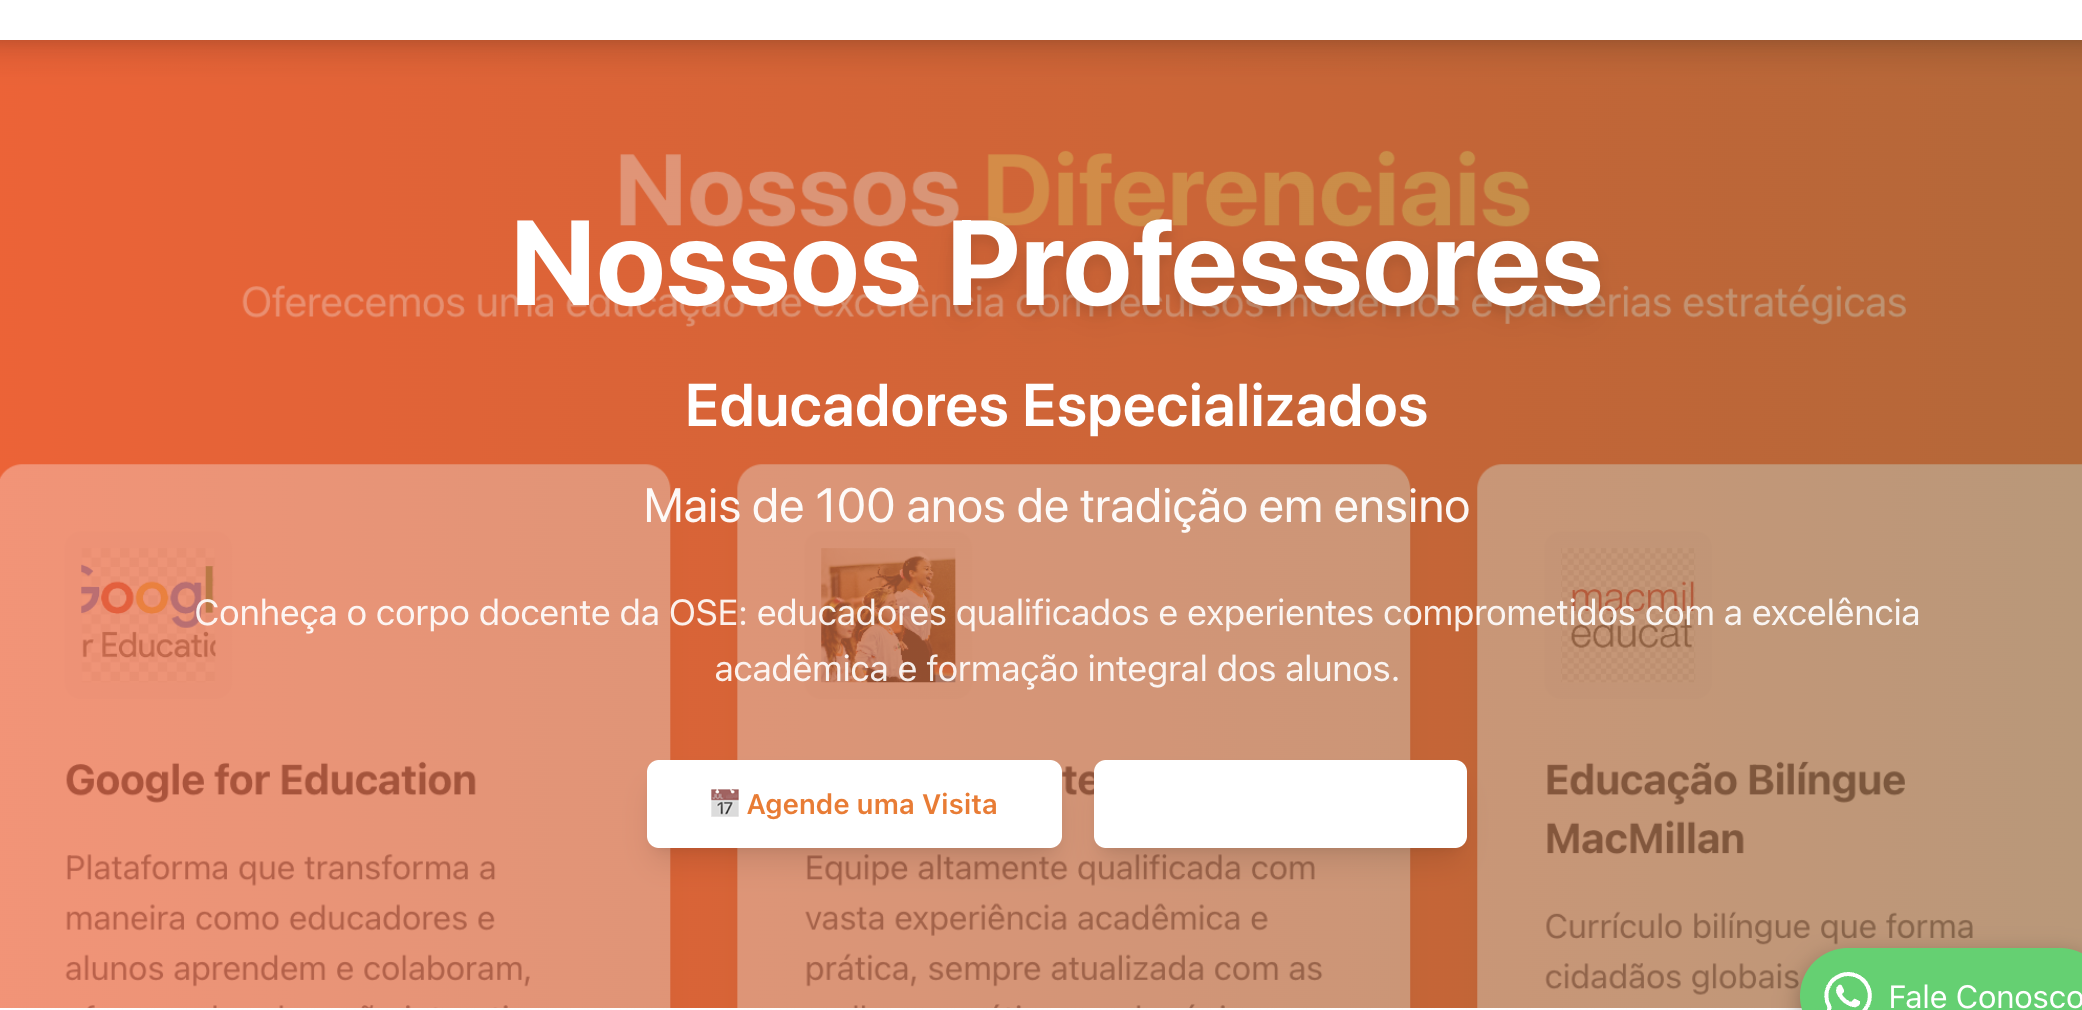 Nossos Diferenciais
Nossos Professores
Oferecemos uma educação de excelência com recursos modernos e parcerias estratégicas
Educadores Especializados
Mais de 100 anos de tradição em ensino
Googl
r Educatic
macmil
educat
Conheça o corpo docente da OSE: educadores qualificados e experientes comprometidos com a excelência
acadêmica e formação integral dos alunos.
Google for Education
17 Agende uma Visita
te
Educação Bilíngue
MacMillan
Plataforma que transforma a
maneira como educadores e
alunos aprendem e colaboram,
Equipe altamente qualificada com
vasta experiência acadêmica e
prática, sempre atualizada com as
Currículo bilíngue que forma
cidadãos globais
Fale Conosco